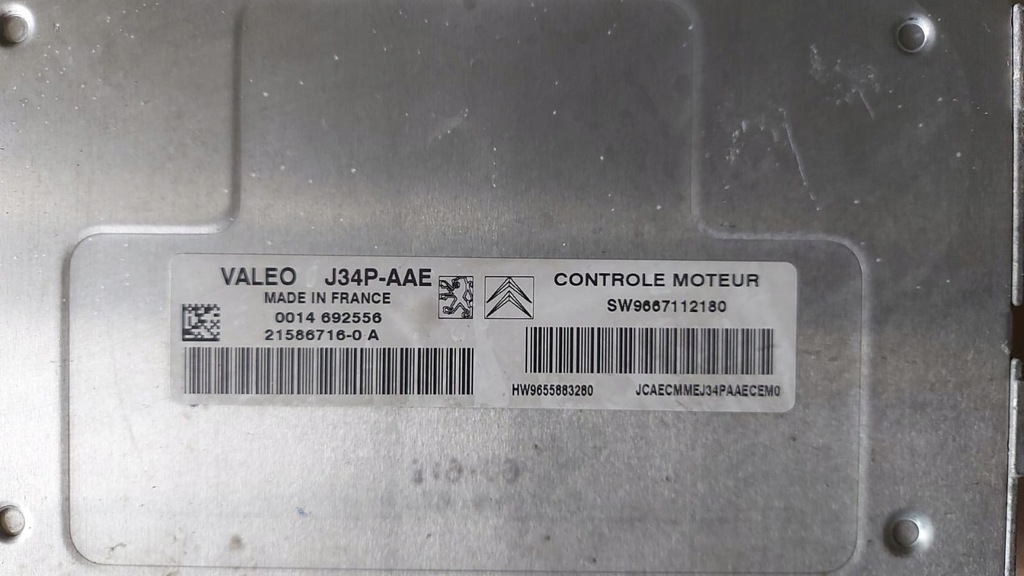 VALEO J34P-AAE
MADE IN FRANCE
0014 692556
21586716-0 A
CONTROLE MOTEUR
SW9667112180
HW9655883280 JCAECMMEJ34PAAECEM0